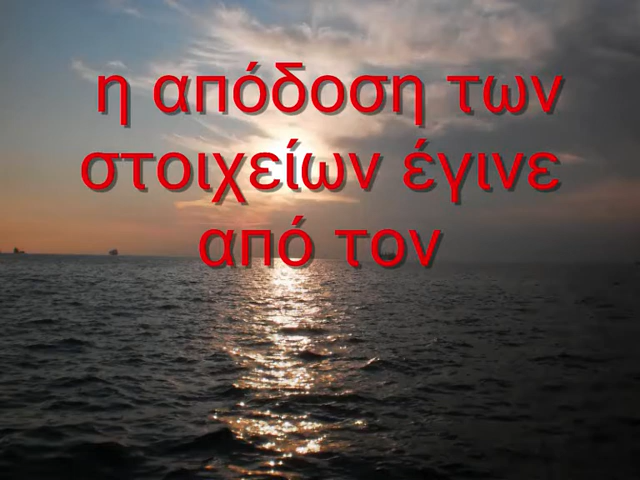 η απόδοση των
στοιχείων έγινε
από τον